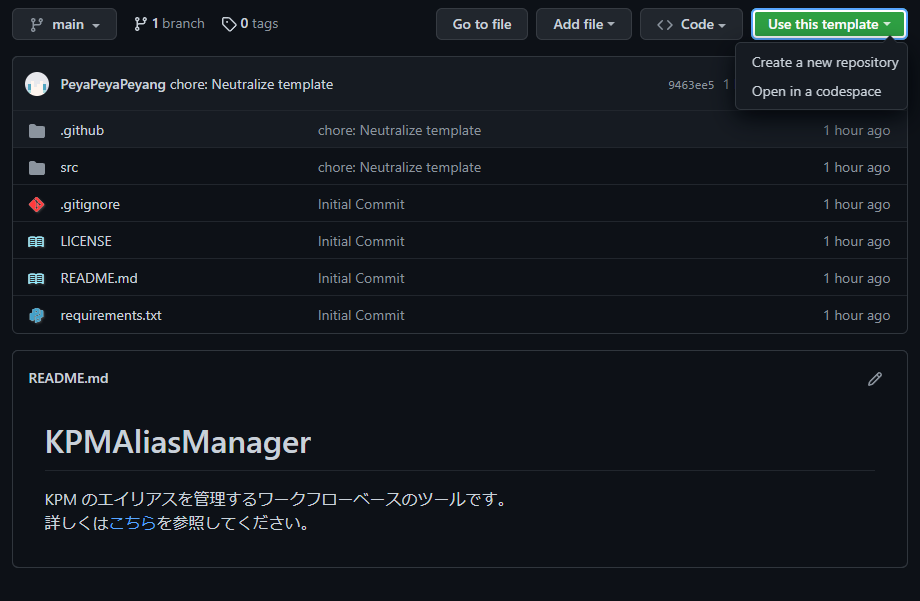 main 1 branch 0 tags Go to file Add file <> Code Use this template
Create a new repository
PeyaPeyaPeyang chore: Neutralize template 9463ee5 1
Open in a codespace
.github chore: Neutralize template 1 hour ago
src chore: Neutralize template 1 hour ago
.gitignore Initial Commit 1 hour ago
LICENSE Initial Commit 1 hour ago
README.md Initial Commit 1 hour ago
requirements.txt Initial Commit 1 hour ago
README.md
KPMAliasManager
KPM のエイリアスを管理するワークフローベースのツールです。
詳しくはこちらを参照してください。